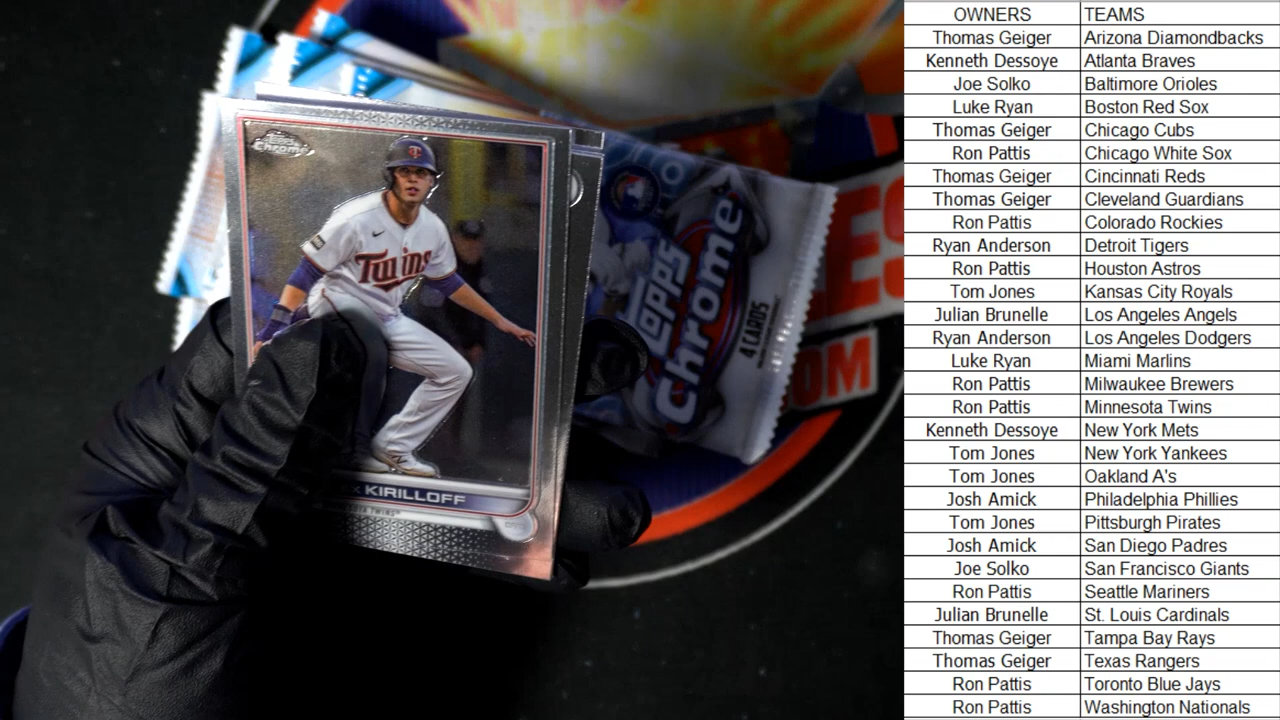 Topps
Chrome
Twins
KIRILLOFF
TOPPS
Chrome
4 CARDS
OWNERS TEAMS
Thomas Geiger Arizona Diamondbacks
Kenneth Dessoye Atlanta Braves
Joe Solko Baltimore Orioles
Luke Ryan Boston Red Sox
Thomas Geiger Chicago Cubs
Ron Pattis Chicago White Sox
Thomas Geiger Cincinnati Reds
Thomas Geiger Cleveland Guardians
Ron Pattis Colorado Rockies
Ryan Anderson Detroit Tigers
Ron Pattis Houston Astros
Tom Jones Kansas City Royals
Julian Brunelle Los Angeles Angels
Ryan Anderson Los Angeles Dodgers
Luke Ryan Miami Marlins
Ron Pattis Milwaukee Brewers
Ron Pattis Minnesota Twins
Kenneth Dessoye New York Mets
Tom Jones New York Yankees
Tom Jones Oakland A's
Josh Amick Philadelphia Phillies
Tom Jones Pittsburgh Pirates
Josh Amick San Diego Padres
Joe Solko San Francisco Giants
Ron Pattis Seattle Mariners
Julian Brunelle St. Louis Cardinals
Thomas Geiger Tampa Bay Rays
Thomas Geiger Texas Rangers
Ron Pattis Toronto Blue Jays
Ron Pattis Washington Nationals